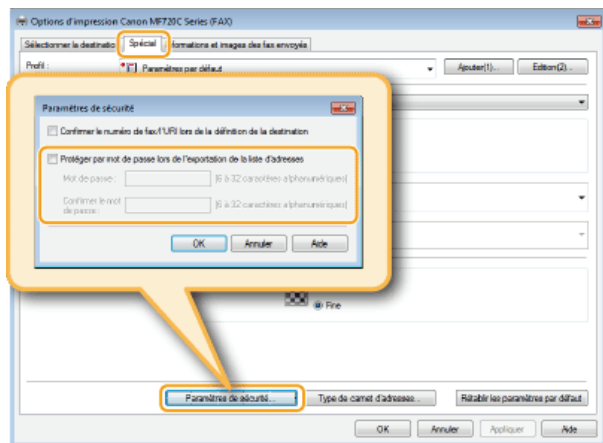 Options d'impression Canon MF720C Series (FAX)
Sélectionner la destinatio Spécial formations et images des fax envoyés
Profil : Paramètres par défaut Ajouter(1)... Edition(2)...
Paramètres de sécurité
Confirmer le numéro de fax/l'URI lors de la définition de la destination
Protéger par mot de passe lors de l'exportation de la liste d'adresses
Mot de passe : [6 à 32 caractères alphanumériques]
Confirmer le mot de passe : [6 à 32 caractères alphanumériques]
OK Annuler Aide
Fine
Paramètres de sécurité... Type de carnet d'adresses... Rétablir les paramètres par défaut
OK Annuler Appliquer Aide